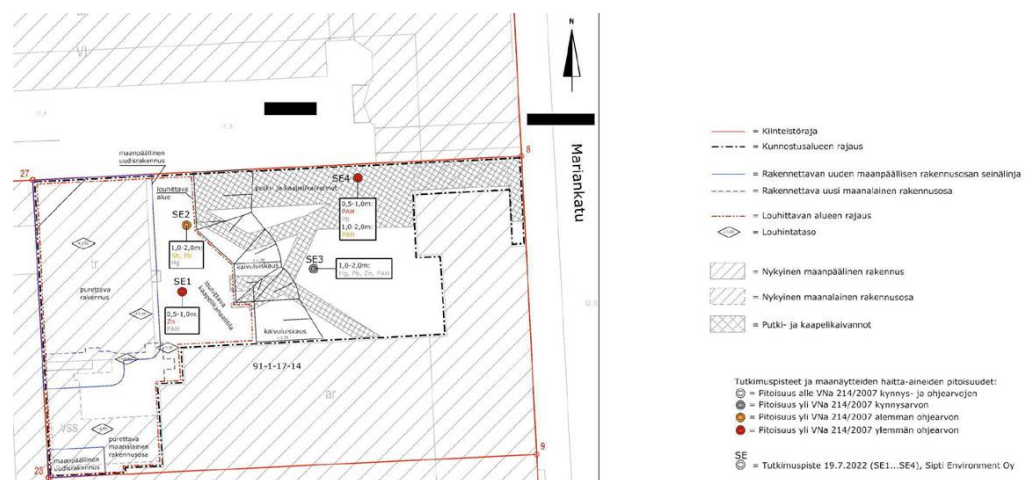 VI
N
maanpäällinen
uudisrakennus
8
27
Mariankatu
louhittava
alue
putki- ja kaapelikaivannot
SE4
0,5-1,0m:
PAH
Pb
1,0-2,0m:
PAH
SE2
1,0-2,0m:
Sb, Pb
Hg
SE3
1,0-2,0m:
Hg, Pb, Zn, PAH
kaivuluiskaus
SE1
0,5-1,0m:
Zn
PAH
louhittava
kaapelikanaalilla
purettava
rakennus
kaivuluiskaus
91-1-17-14
ar
VSS
purettava
maanalainen
rakennusosa
maanpäällinen
uudisrakennus
28
9
= Kiinteistöraja
= Kunnostusalueen rajaus
= Rakennettavan uuden maanpäällisen rakennusosan seinälinja
= Rakennettava uusi maanalainen rakennusosa
= Louhittavan alueen rajaus
= Louhintataso
= Nykyinen maanpäälinen rakennus
= Nykyinen maanalainen rakennusosa
= Putki- ja kaapelikaivannot
Tutkimuspisteet ja maanäytteiden haitta-aineiden pitoisuudet:
= Pitoisuus alle VNa 214/2007 kynnys- ja ohjearvojen
= Pitoisuus yli VNa 214/2007 kynnysarvon
= Pitoisuus yli VNa 214/2007 alemman ohjearvon
= Pitoisuus yli VNa 214/2007 ylemmän ohjearvon
SE
= Tutkimuspiste 19.7.2022 (SE1...SE4), Sipti Environment Oy